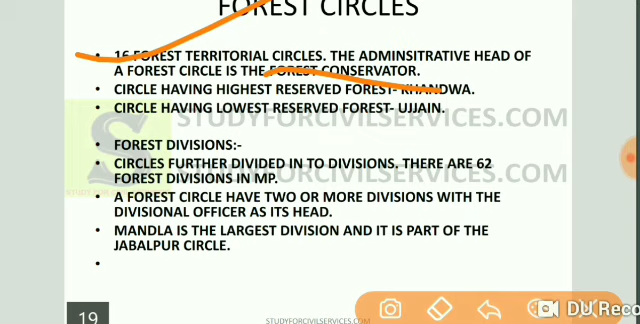 FOREST CIRCLES
• 16 FOREST TERRITORIAL CIRCLES. THE ADMINSITRATIVE HEAD OF
A FOREST CIRCLE IS THE FOREST CONSERVATOR.
• CIRCLE HAVING HIGHEST RESERVED FOREST- KHANDWA.
• CIRCLE HAVING LOWEST RESERVED FOREST- UJJAIN.
STUDYFORCIVILSERVICES.COM
• FOREST DIVISIONS:-
• CIRCLES FURTHER DIVIDED IN TO DIVISIONS. THERE ARE 62
FOREST DIVISIONS IN MP.
STUDYFORCIVILSERVICES.COM
• A FOREST CIRCLE HAVE TWO OR MORE DIVISIONS WITH THE
DIVISIONAL OFFICER AS ITS HEAD.
• MANDLA IS THE LARGEST DIVISION AND IT IS PART OF THE
JABALPUR CIRCLE.
•
19
STUDYFORCIVILSERVICES.COM
DU Reco